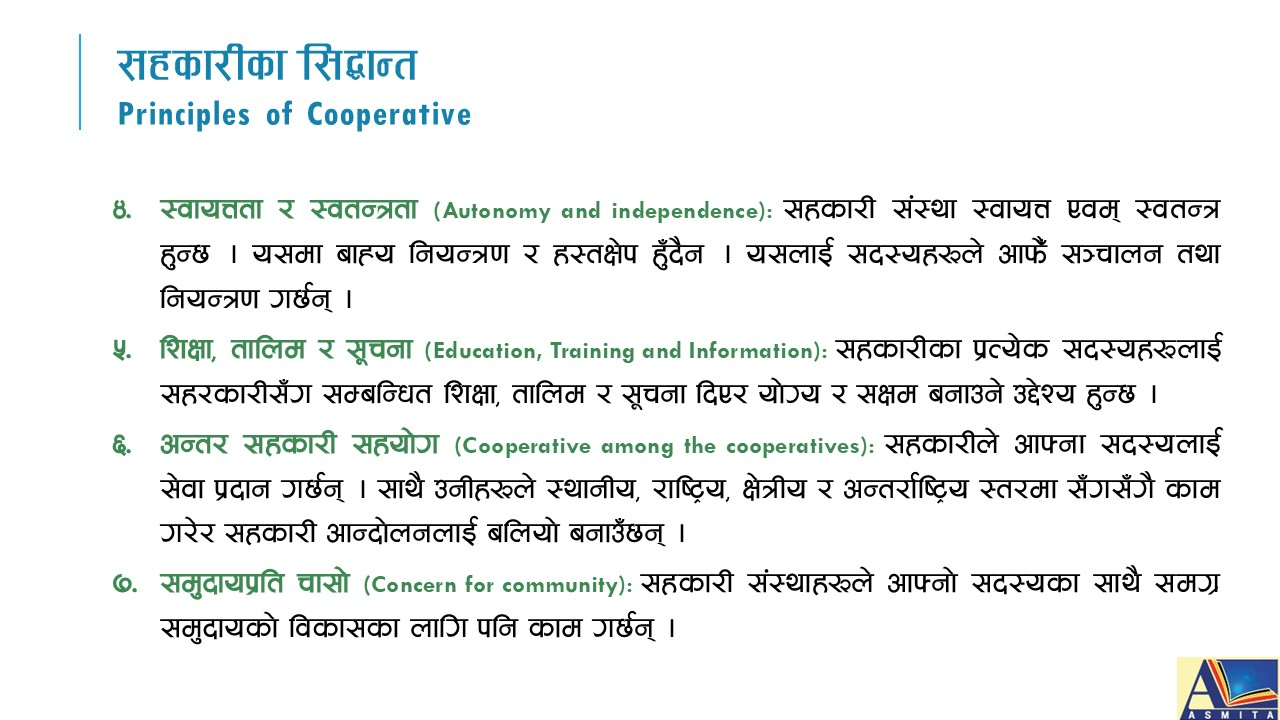 सहकारीका सिद्धान्त
Principles of Cooperative
४. स्वायत्तता र स्वतन्त्रता (Autonomy and independence): सहकारी संस्था स्वायत्त एवम् स्वतन्त्र
हुन्छ । यसमा बाह्य नियन्त्रण र हस्तक्षेप हुँदैन । यसलाई सदस्यहरुले आफैँ सञ्चालन तथा
नियन्त्रण गर्छन् ।
५. शिक्षा, तालिम र सूचना (Education, Training and Information): सहकारीका प्रत्येक सदस्यहरुलाई
सहरकारीसँग सम्बन्धित शिक्षा, तालिम र सूचना दिएर योग्य र सक्षम बनाउने उद्देश्य हुन्छ ।
६. अन्तर सहकारी सहयोग (Cooperative among the cooperatives): सहकारीले आफ्ना सदस्यलाई
सेवा प्रदान गर्छन् । साथै उनीहरुले स्थानीय, राष्ट्रिय, क्षेत्रीय र अन्तर्राष्ट्रिय स्तरमा सँगसँगै काम
गरेर सहकारी आन्दोलनलाई बलियो बनाउँछन् ।
७. समुदायप्रति चासो (Concern for community): सहकारी संस्थाहरुले आफ्नो सदस्यका साथै समग्र
समुदायको विकासका लागि पनि काम गर्छन् ।
ASMITA